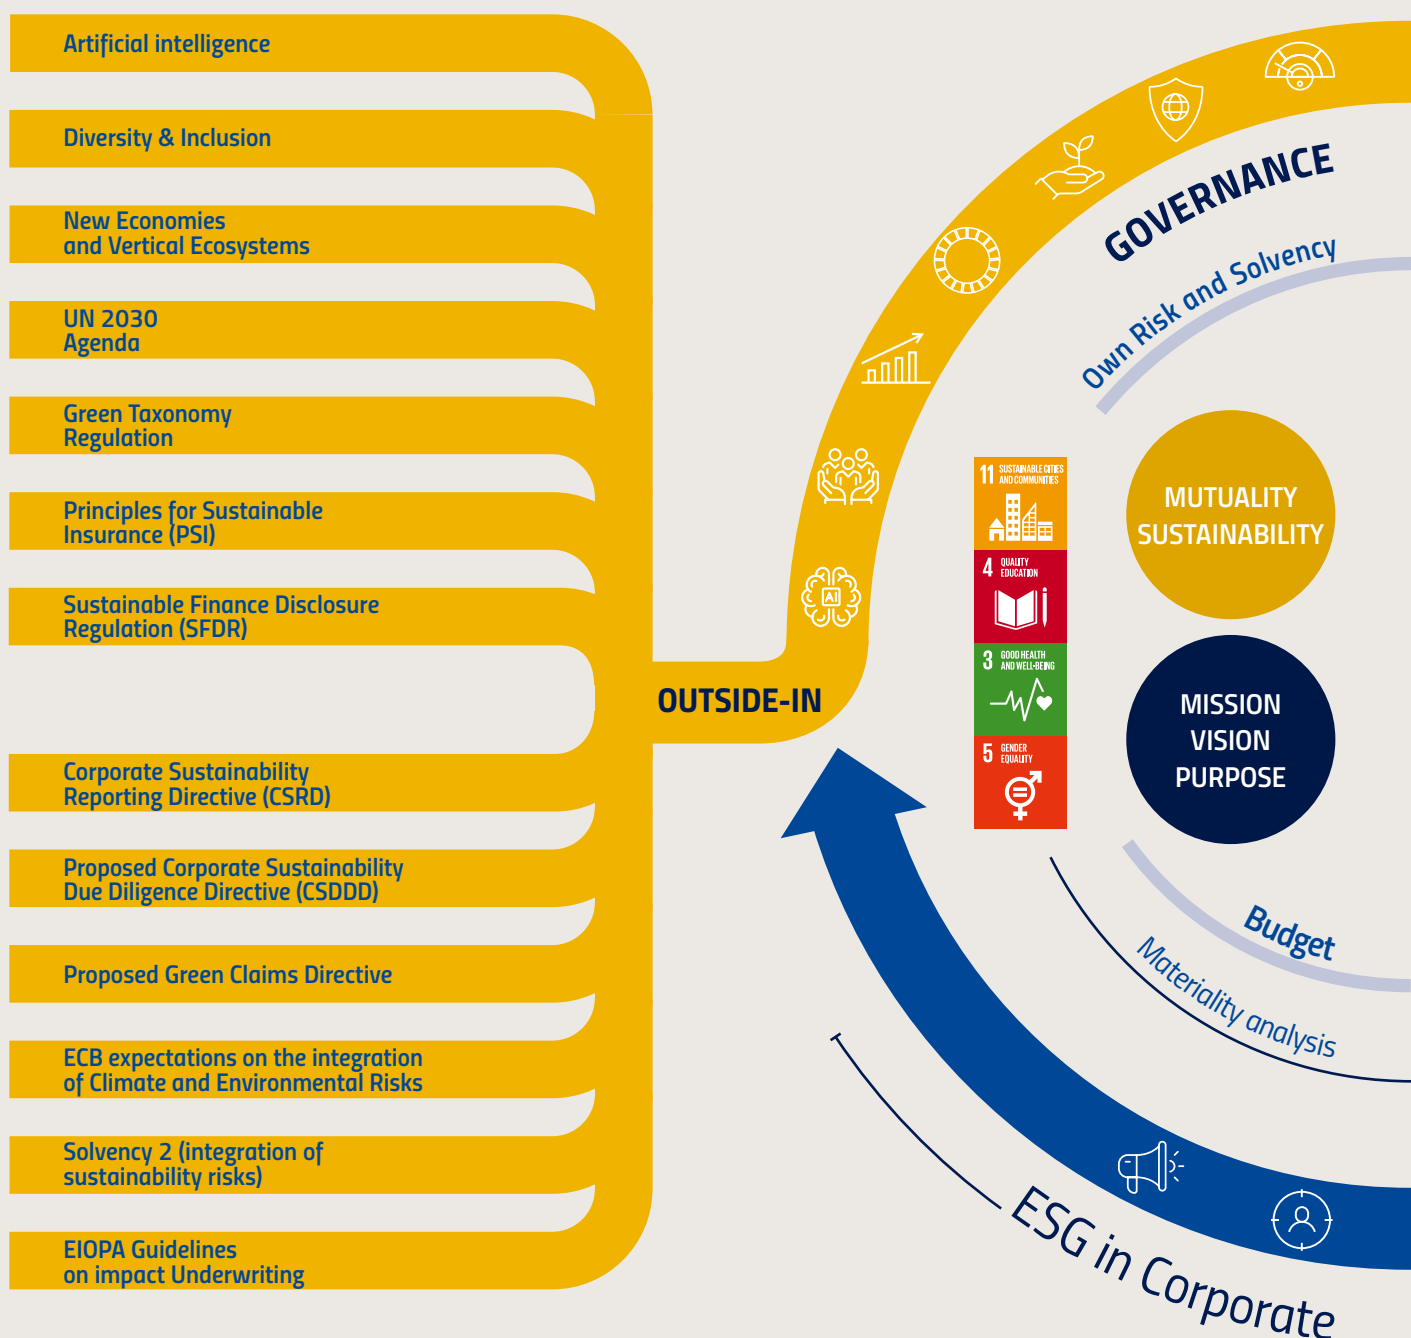 Artificial intelligence
Diversity & Inclusion
New Economies
and Vertical Ecosystems
UN 2030
Agenda
Green Taxonomy
Regulation
Principles for Sustainable
Insurance (PSI)
Sustainable Finance Disclosure
Regulation (SFDR)
Corporate Sustainability
Reporting Directive (CSRD)
Proposed Corporate Sustainability
Due Diligence Directive (CSDDD)
Proposed Green Claims Directive
ECB expectations on the integration
of Climate and Environmental Risks
Solvency 2 (integration of
sustainability risks)
EIOPA Guidelines
on impact Underwriting
OUTSIDE-IN
AI
GOVERNANCE
Own Risk and Solvency
11 SUSTAINABLE CITIES
AND COMMUNITIES
4 QUALITY
EDUCATION
3 GOOD HEALTH
AND WELL-BEING
5 GENDER
EQUALITY
MUTUALITY
SUSTAINABILITY
MISSION
VISION
PURPOSE
Budget
Materiality analysis
ESG in Corporate